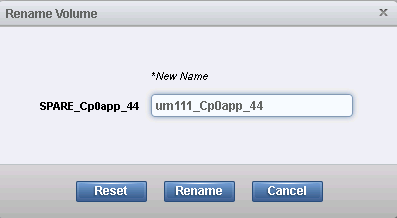 Rename Volume x
*New Name
SPARE_Cp0app_44 um111_Cp0app_44
Reset Rename Cancel